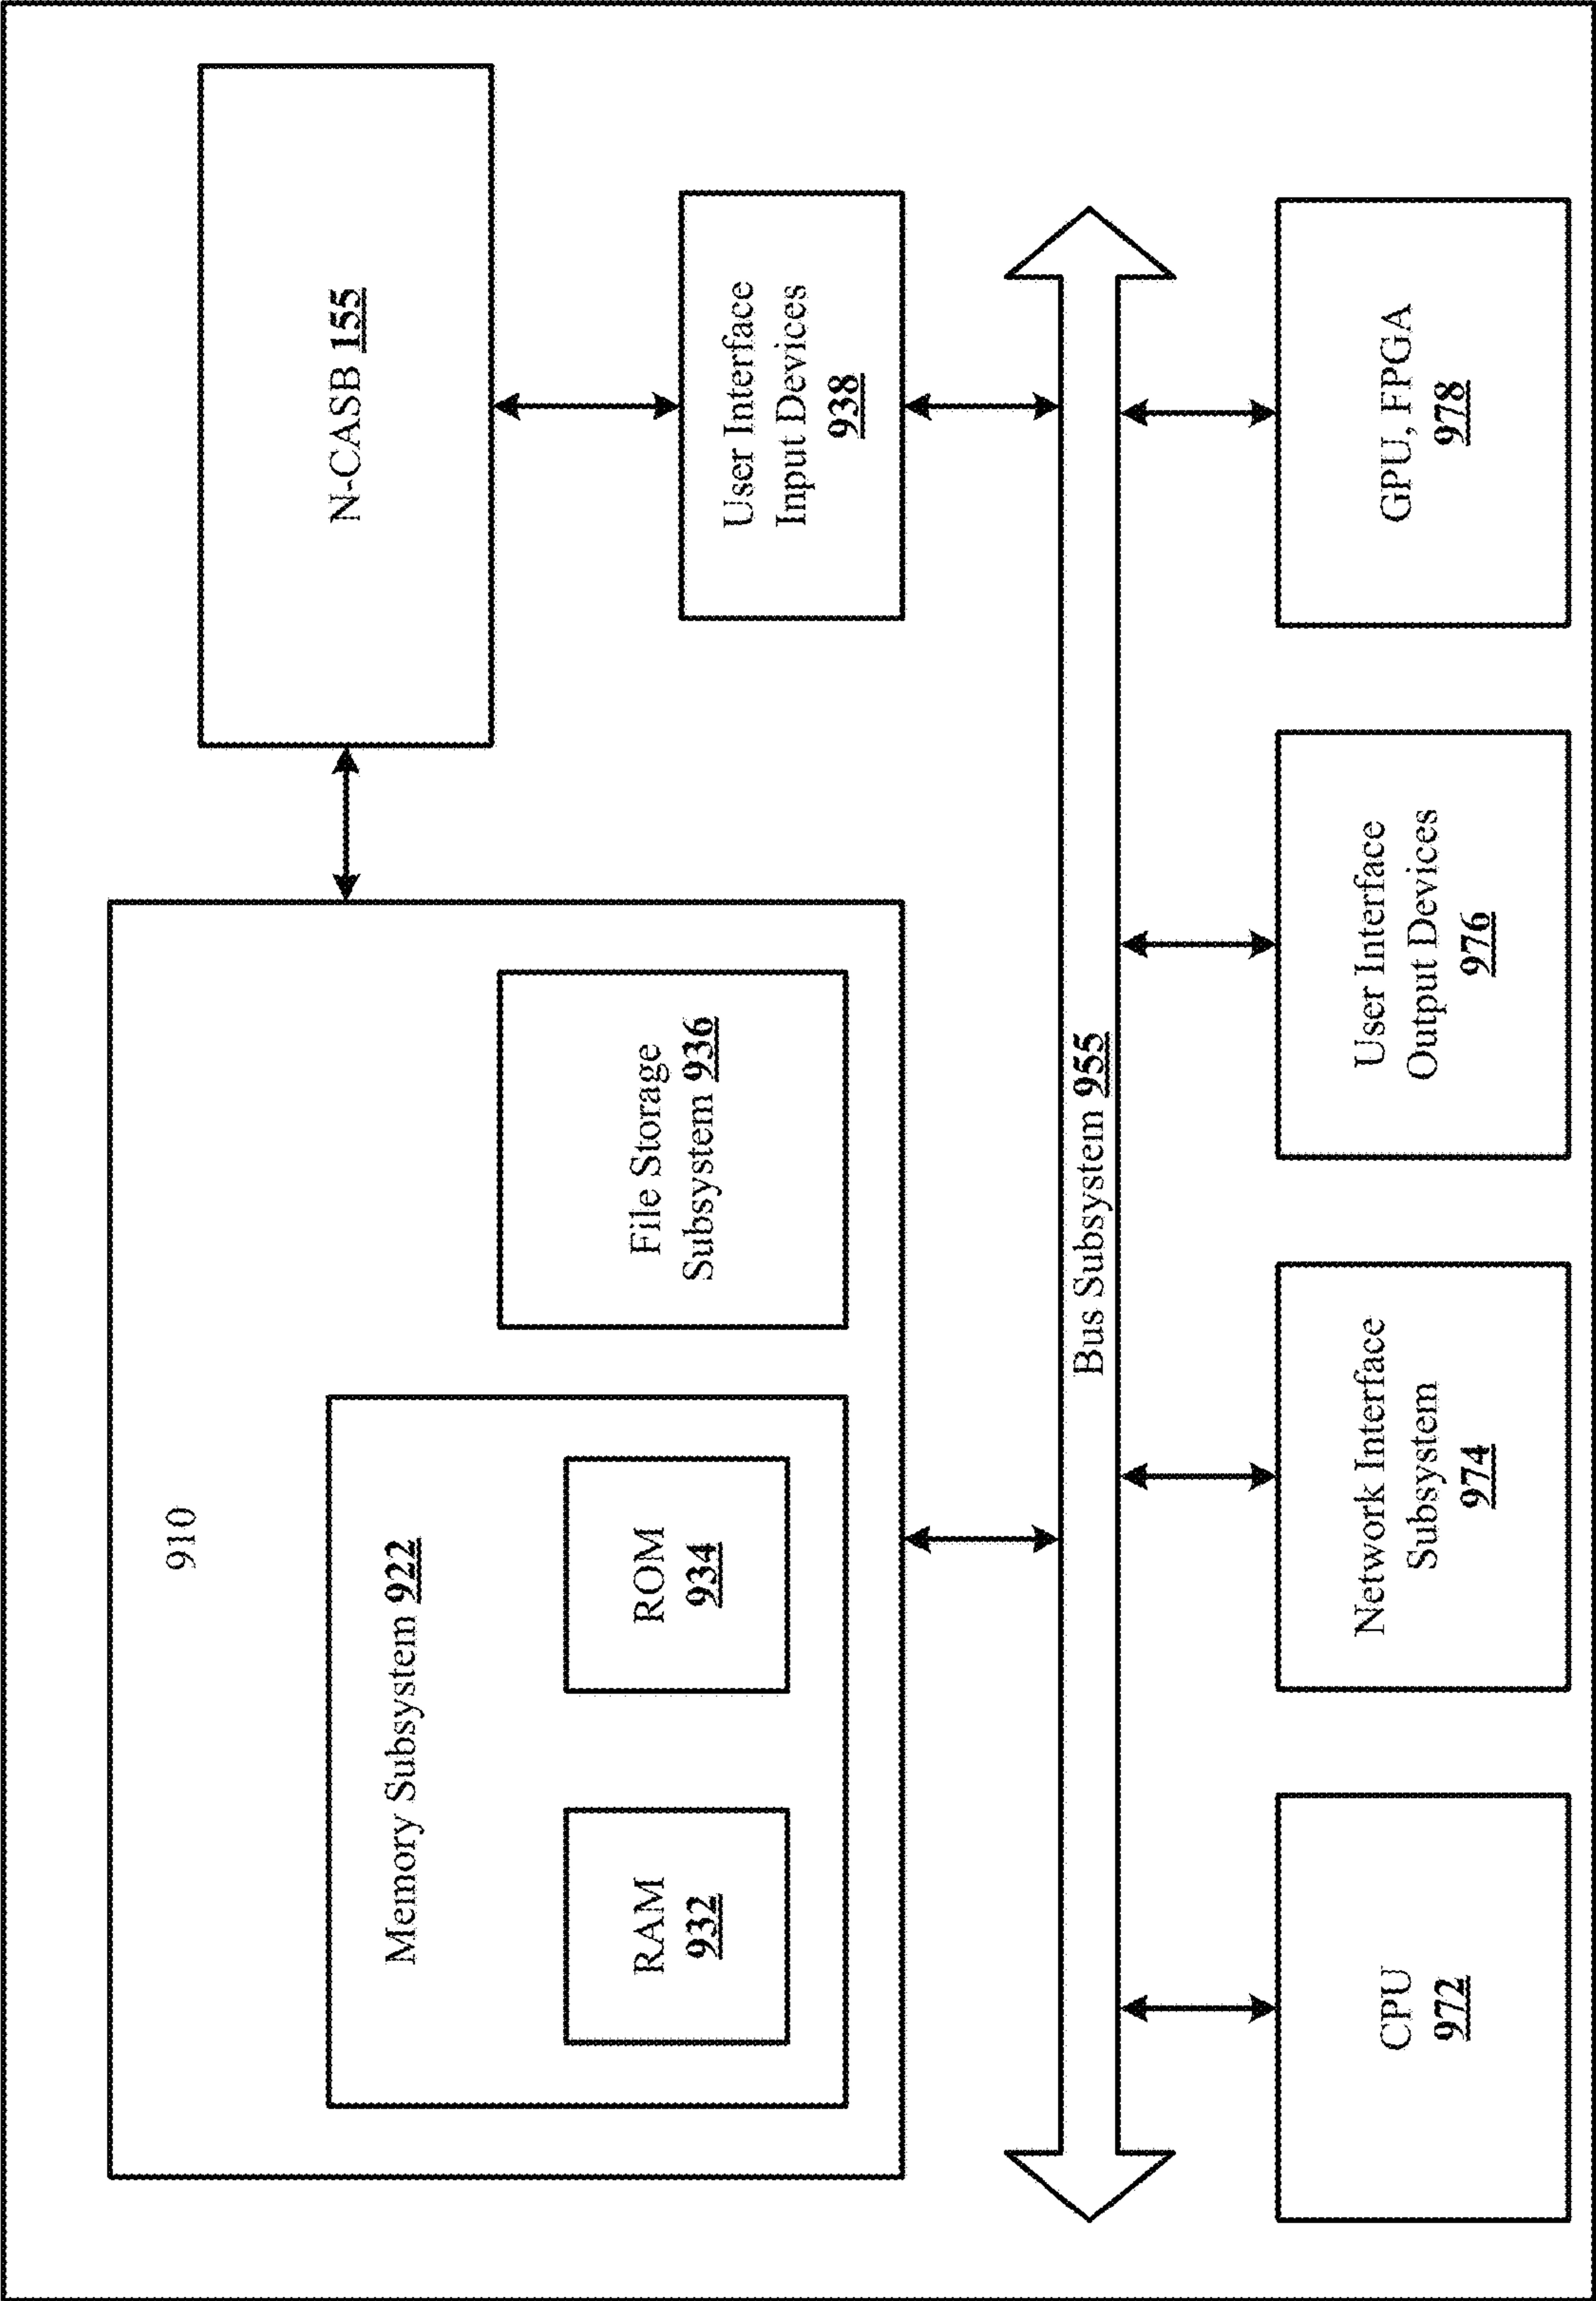 910
N-CASB 155
Memory Subsystem 922
RAM
932
ROM
934
File Storage
Subsystem 936
User Interface
Input Devices
938
Bus Subsystem 955
CPU
972
Network Interface
Subsystem
974
User Interface
Output Devices
976
GPU, FPGA
978